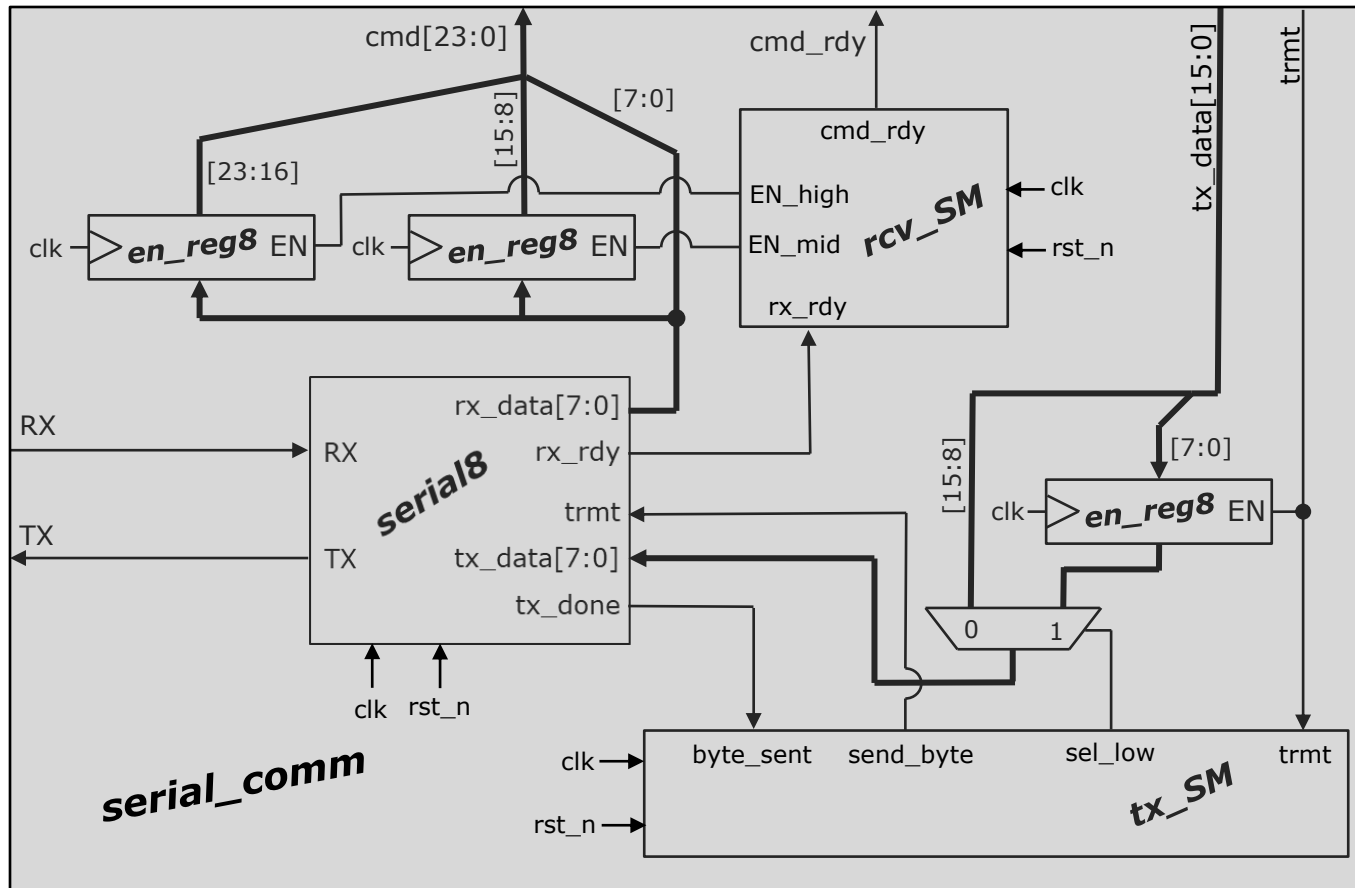 cmd[23:0]
cmd_rdy
tx_data[15:0]
trmt
[7:0]
[15:8]
[23:16]
cmd_rdy
EN_high
EN_mid
rx_rdy
rcv_SM
clk
rst_n
clk
en_reg8
EN
clk
en_reg8
EN
RX
TX
RX
TX
serial8
rx_data[7:0]
rx_rdy
trmt
tx_data[7:0]
tx_done
clk
rst_n
[15:8]
[7:0]
clk
en_reg8
EN
0
1
serial_comm
clk
rst_n
byte_sent
send_byte
sel_low
trmt
tx_SM